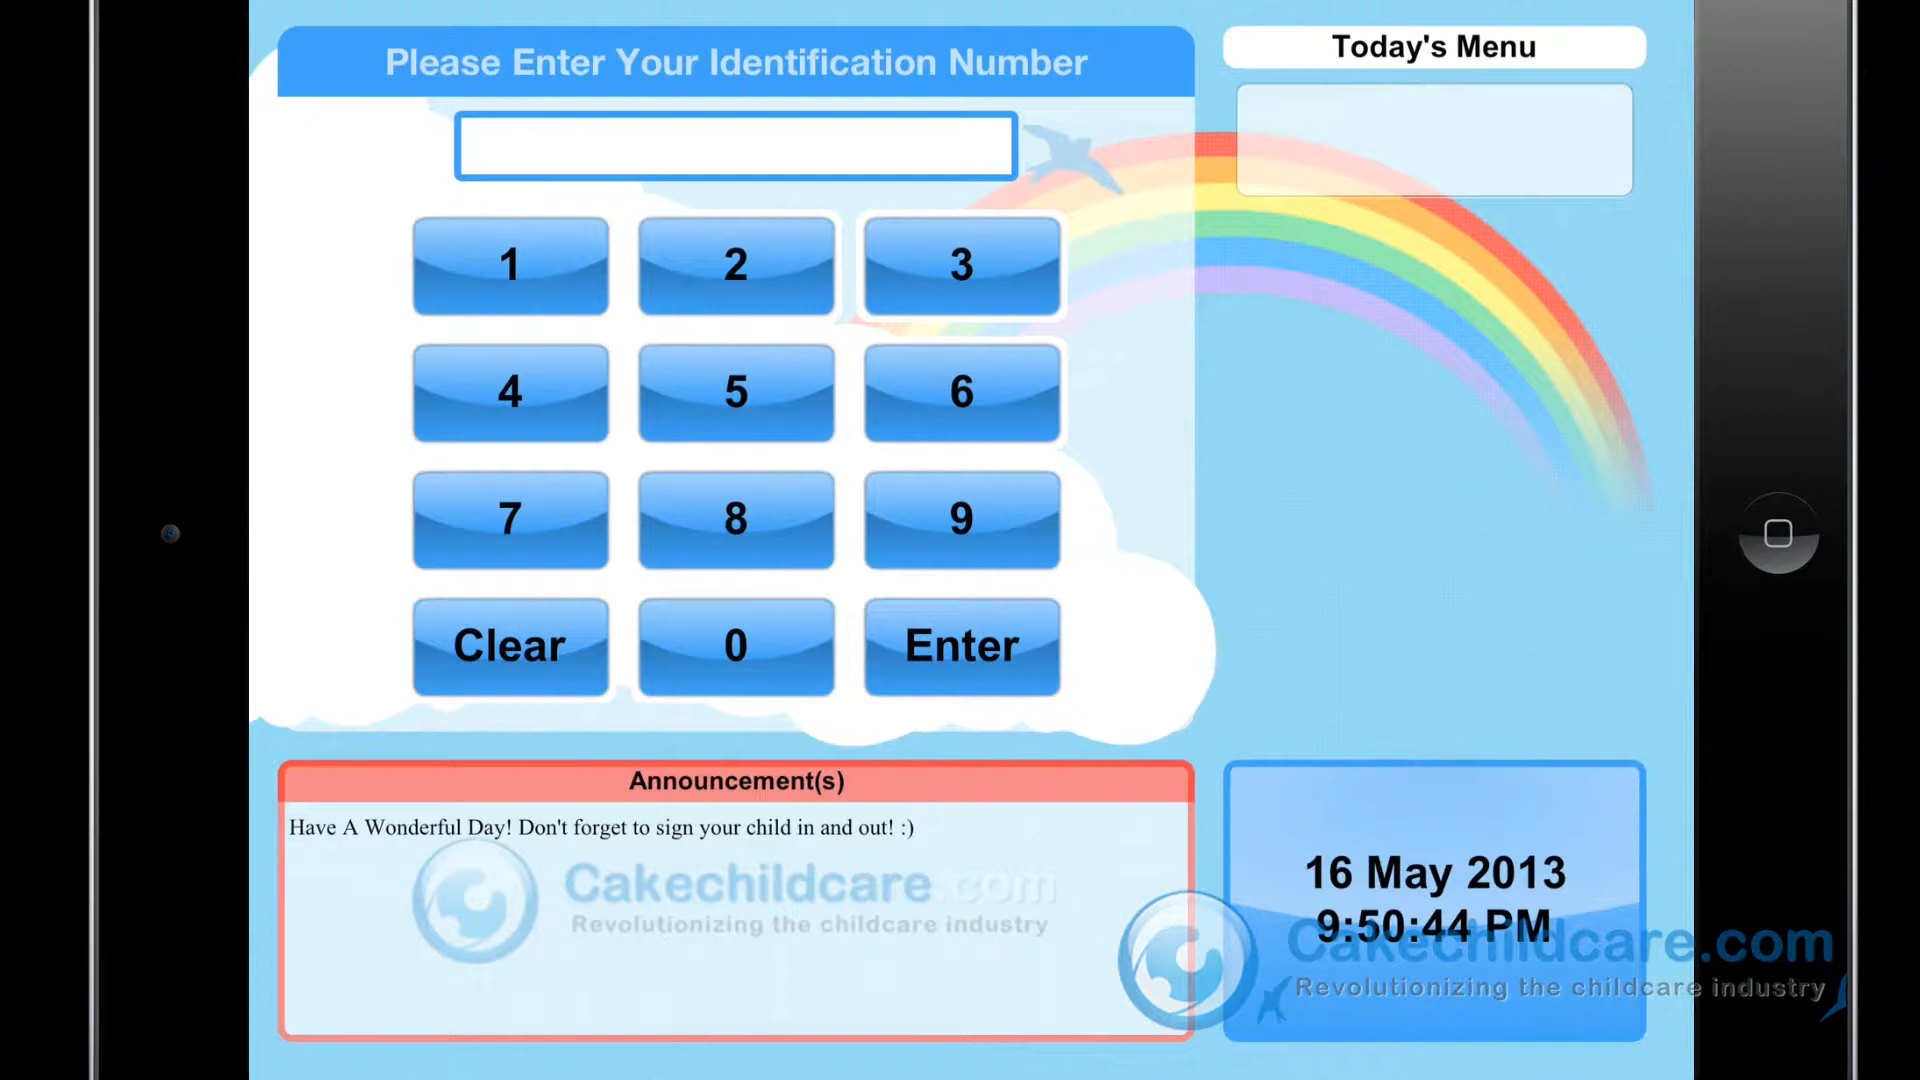 Please Enter Your Identification Number
Today's Menu
1
2
3
4
5
6
7
8
9
Clear
0
Enter
Announcement(s)
Have A Wonderful Day! Don't forget to sign your child in and out! :)
Cakechildcare.com
Revolutionizing the childcare industry
16 May 2013
9:50:44 PM
Cakechildcare.com
Revolutionizing the childcare industry